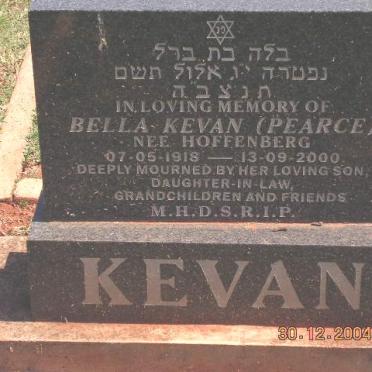 פנ
בלה בת ברל
נפטרה י״ג אלול תשס
ת נ צ ב ה
IN LOVING MEMORY OF
BELLA KEVAN (PEARCE)
NEE HOFFENBERG
07-05-1918 — 13-09-2000
DEEPLY MOURNED BY HER LOVING SON,
DAUGHTER-IN-LAW,
GRANDCHILDREN AND FRIENDS
M.H.D.S.R.I.P.
KEVAN
30.12.2004